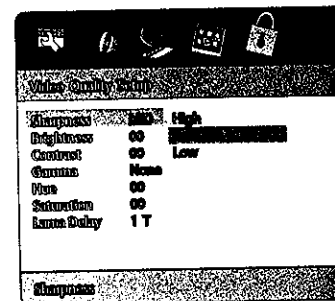 Video Quality Setup
Sharpness MID High
Brightness 00
Contrast 00 Low
Gamma None
Hue 00
Saturation 00
Luma Delay 1 T
Sharpness